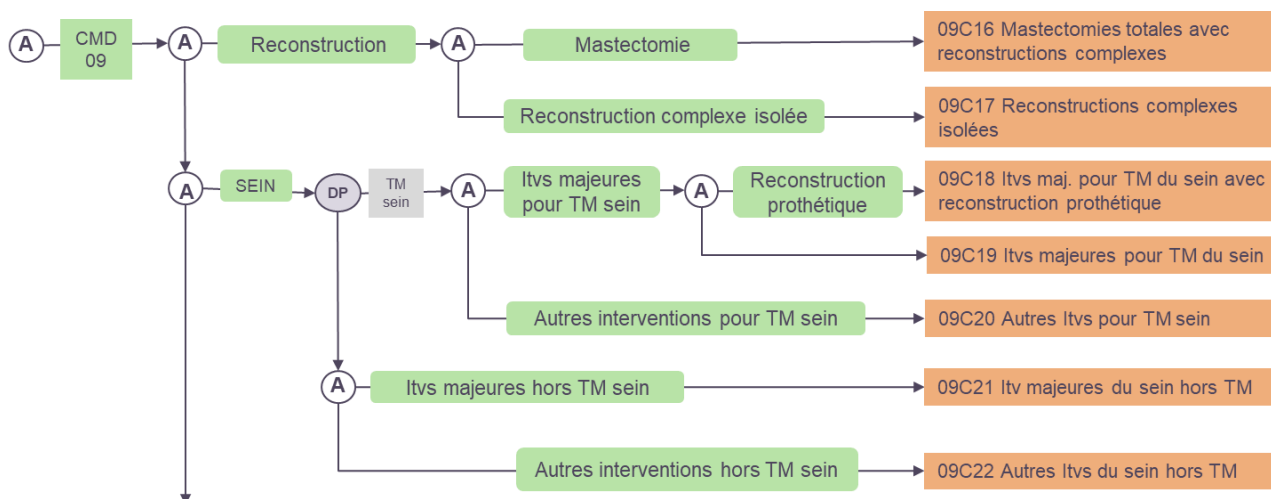 A
CMD
09
A
Reconstruction
A
Mastectomie
09C16 Mastectomies totales avec
reconstructions complexes
Reconstruction complexe isolée
09C17 Reconstructions complexes
isolées
A
SEIN
DP
TM
sein
A
Itvs majeures
pour TM sein
A
Reconstruction
prothétique
09C18 Itvs maj. pour TM du sein avec
reconstruction prothétique
09C19 Itvs majeures pour TM du sein
Autres interventions pour TM sein
09C20 Autres Itvs pour TM sein
A
Itvs majeures hors TM sein
09C21 Itv majeures du sein hors TM
Autres interventions hors TM sein
09C22 Autres Itvs du sein hors TM